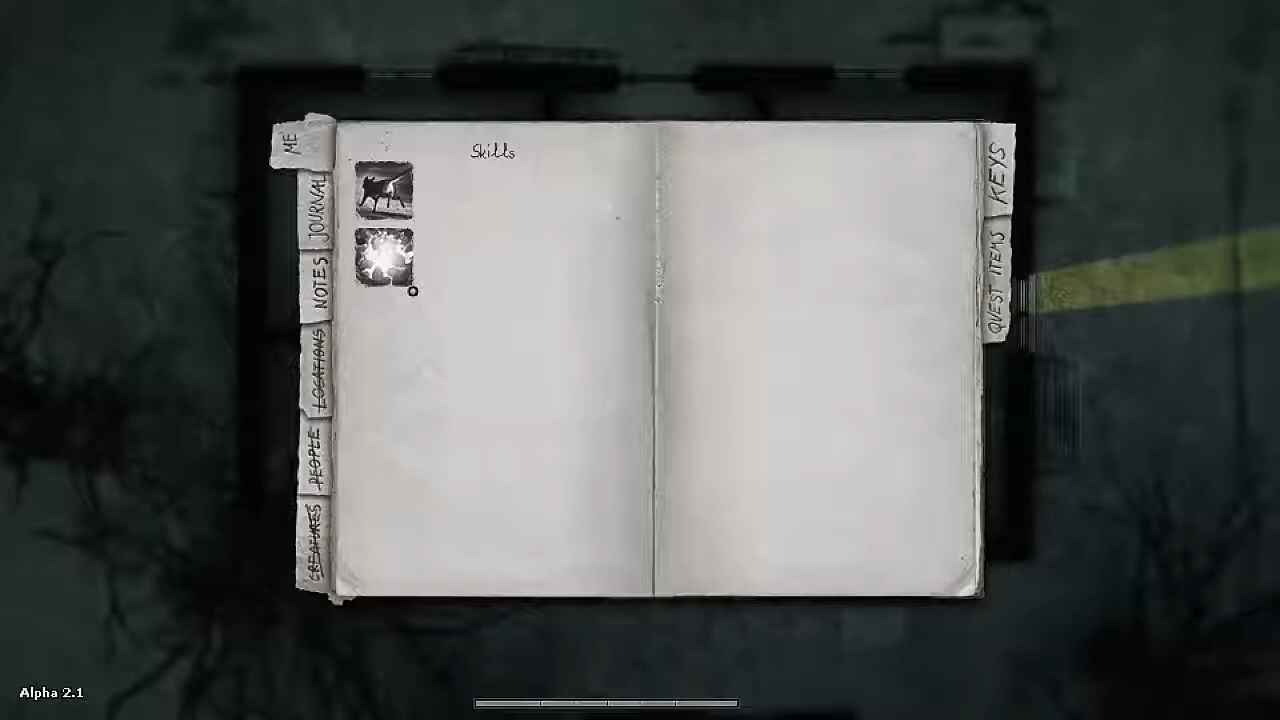 ME
JOURNAL
NOTES
LOCATIONS
PEOPLE
CREATURES
Skills
KEYS
QUEST ITEMS
Alpha 2.1